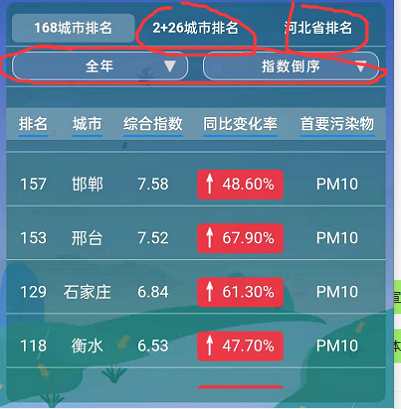 168城市排名 2+26城市排名 河北省排名
全年 ▼ 指数倒序 ▼
排名 城市 综合指数 同比变化率 首要污染物
157 邯郸 7.58 ↑ 48.60% PM10
153 邢台 7.52 ↑ 67.90% PM10
129 石家庄 6.84 ↑ 61.30% PM10
118 衡水 6.53 ↑ 47.70% PM10